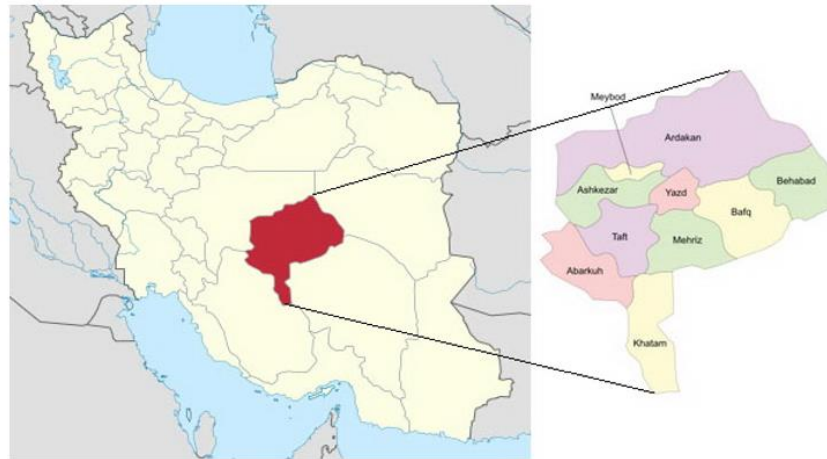 Meybod
Ardakan
Behabad
Ashkezar
Yazd
Bafq
Taft
Mehriz
Abarkuh
Khatam